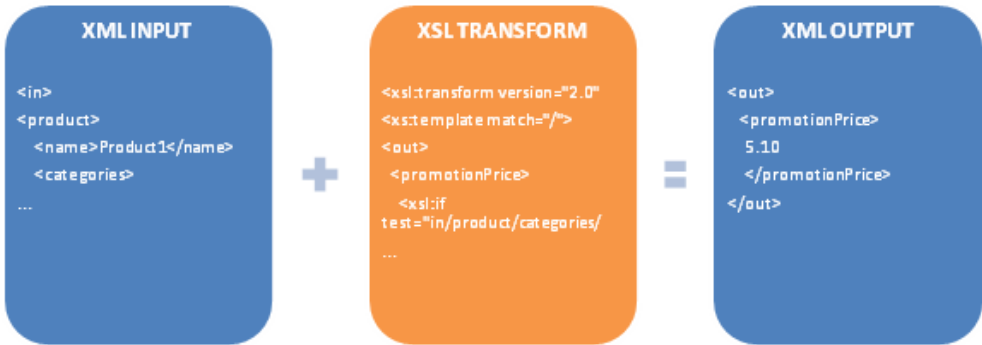 XML INPUT
<in>
<product>
<name>Product1</name>
<categories>
...
XSL TRANSFORM
<xsl:transform version="2.0"
<xs:template match="/">
<out>
<promotionPrice>
<xsl:if
test="in/product/categories/
...
XML OUTPUT
<out>
<promotionPrice>
5.10
</promotionPrice>
</out>